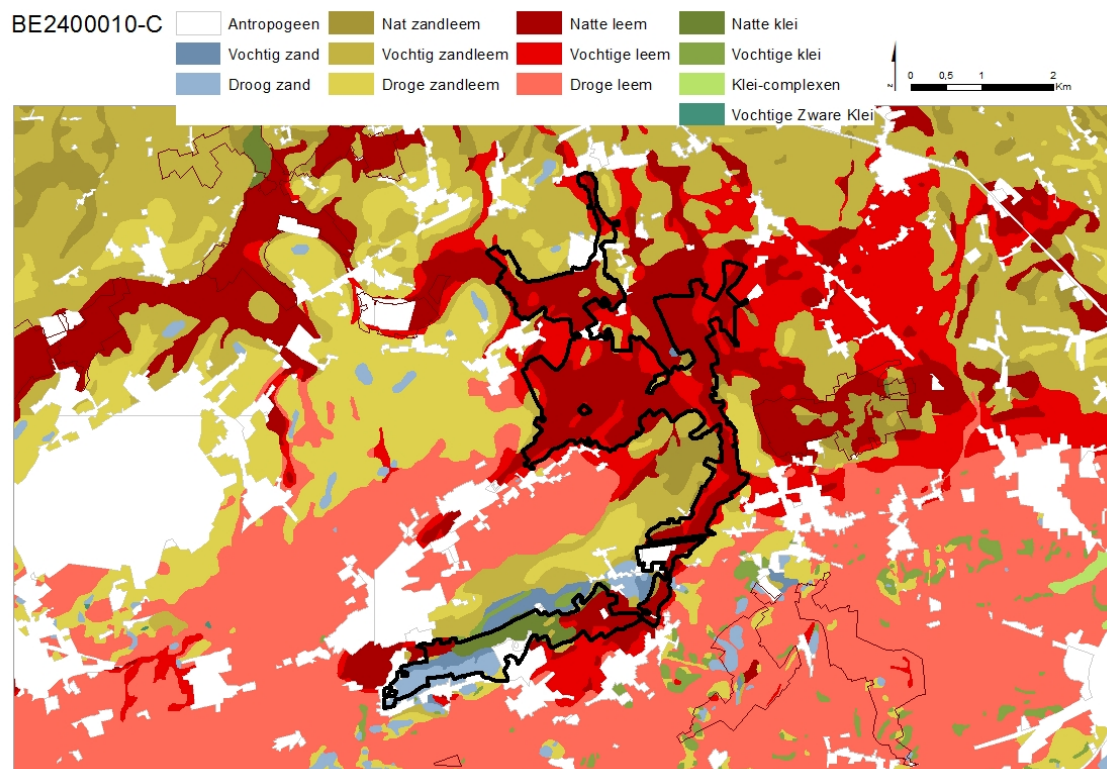 BE2400010-C
Antropogeen
Nat zandleem
Natte leem
Natte klei
Vochtig zand
Vochtig zandleem
Vochtige leem
Vochtige klei
Droog zand
Droge zandleem
Droge leem
Klei-complexen
Vochtige Zware Klei
z
0 0,5 1 2
Km